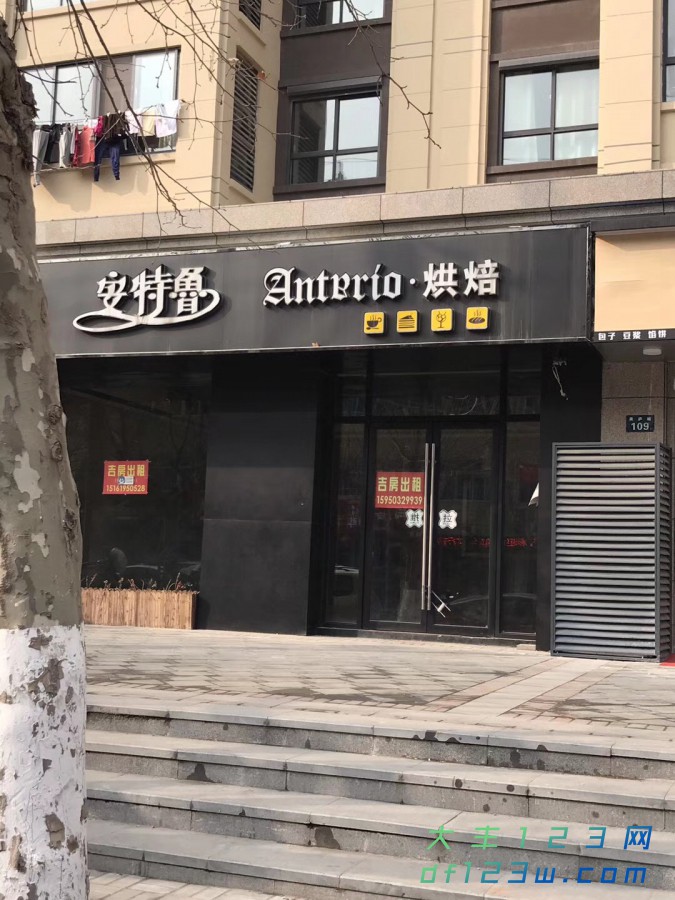 安特鲁 Anterio·烘焙
包子 豆浆 馅饼
109
吉房出租
15161950528
吉房出租
15950329939
大丰123网
df123w.com